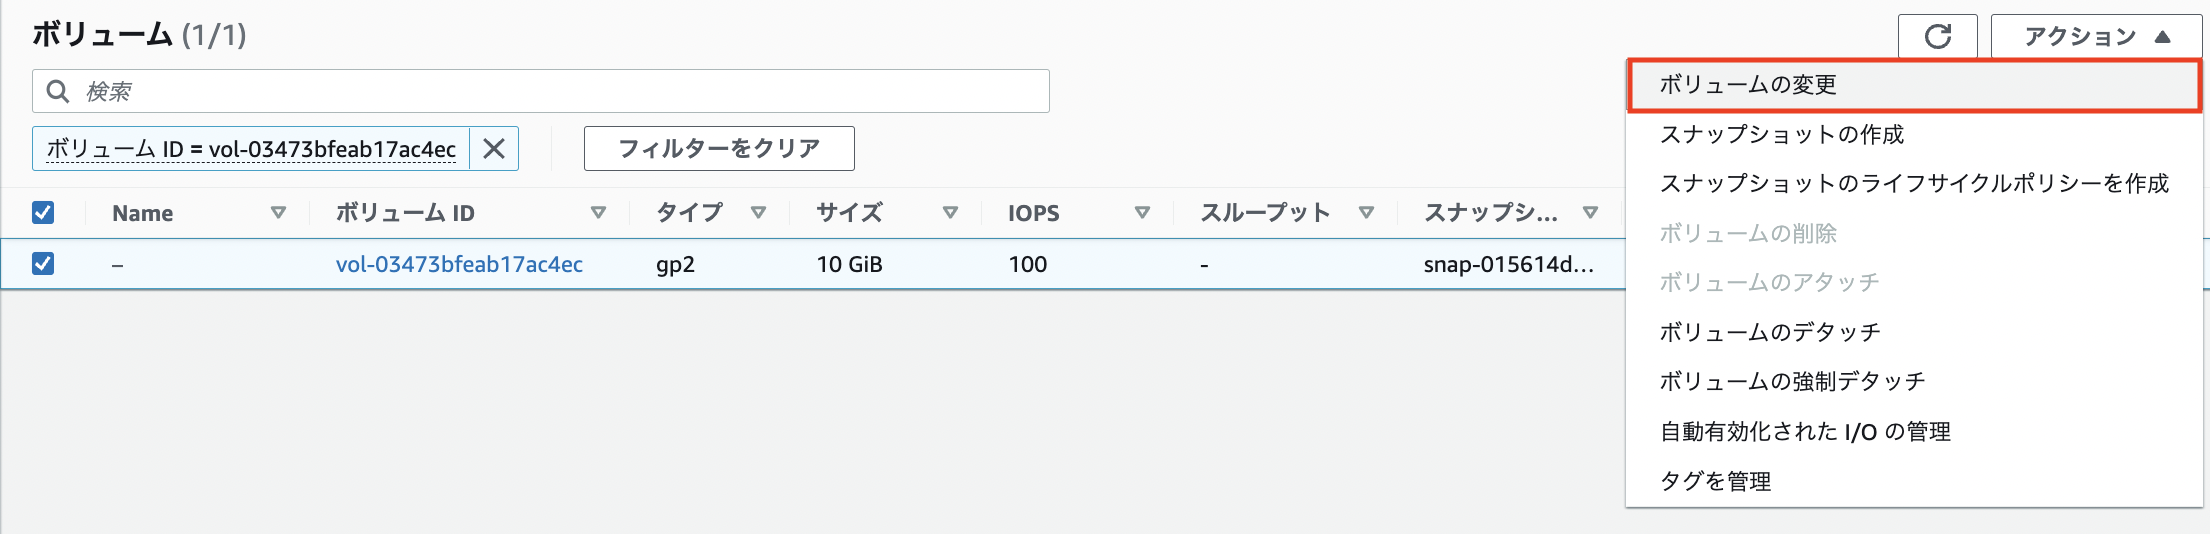 ボリューム (1/1)
アクション
検索
ボリューム ID = vol-03473bfeab17ac4ec
フィルターをクリア
Name ボリューム ID タイプ サイズ IOPS スループット スナップシ...
– vol-03473bfeab17ac4ec gp2 10 GiB 100 - snap-015614d...
ボリュームの変更
スナップショットの作成
スナップショットのライフサイクルポリシーを作成
ボリュームの削除
ボリュームのアタッチ
ボリュームのデタッチ
ボリュームの強制デタッチ
自動有効化された I/O の管理
タグを管理